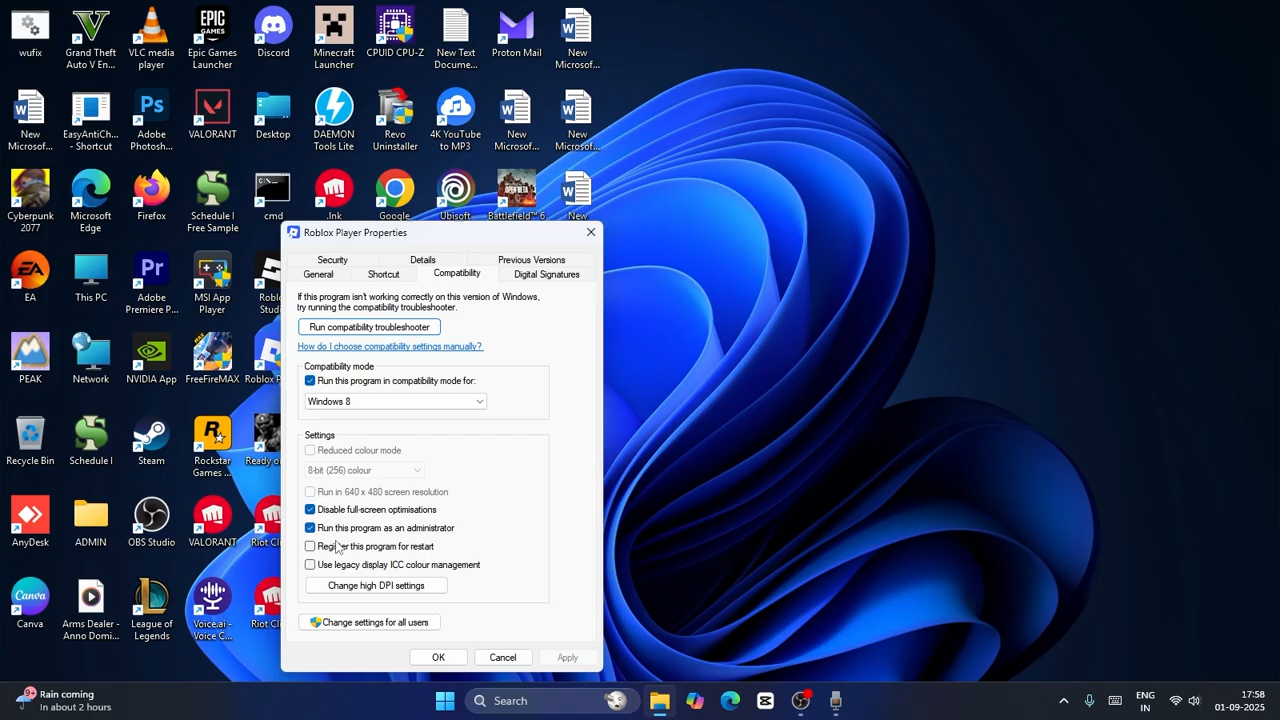 wufix
Grand Theft
Auto V En...
VLC media
player
EPIC
GAMES
Epic Games
Launcher
Discord
Minecraft
Launcher
CPUID CPU-Z
New Text
Docume...
Proton Mail
New
Microsof...
New
Microsof...
EasyAntiCh...
- Shortcut
Ps
Adobe
Photosh...
VALORANT
Desktop
DAEMON
Tools Lite
Revo
Uninstaller
4K YouTube
to MP3
New
Microsof...
New
Microsof...
Cyberpunk
2077
Microsoft
Edge
Firefox
Schedule I
Free Sample
cmd
.lnk
Google
Ubisoft
Battlefield™ 6
New
EA
EA
This PC
Pr
Adobe
Premiere P...
MSI App
Player
PEAK
Network
NVIDIA App
FreeFireMAX
Recycle Bin
Schedule I
Steam
Rockstar
Games ...
AnyDesk
ADMIN
OBS Studio
VALORANT
Canva
Canva
Arms Dealer -
Anno Domi...
League of
Legends
Voice.ai -
Voice C...
Roblox Player Properties
Security
Details
Previous Versions
General
Shortcut
Compatibility
Digital Signatures
If this program isn't working correctly on this version of Windows,
try running the compatibility troubleshooter.
Run compatibility troubleshooter
How do I choose compatibility settings manually?
Compatibility mode
Run this program in compatibility mode for:
Windows 8
Settings
Reduced colour mode
8-bit (256) colour
Run in 640 x 480 screen resolution
Disable full-screen optimisations
Run this program as an administrator
Register this program for restart
Use legacy display ICC colour management
Change high DPI settings
Change settings for all users
OK
Cancel
Apply
9+
Rain coming
In about 2 hours
Search
ENG
IN
17:58
01-09-2025